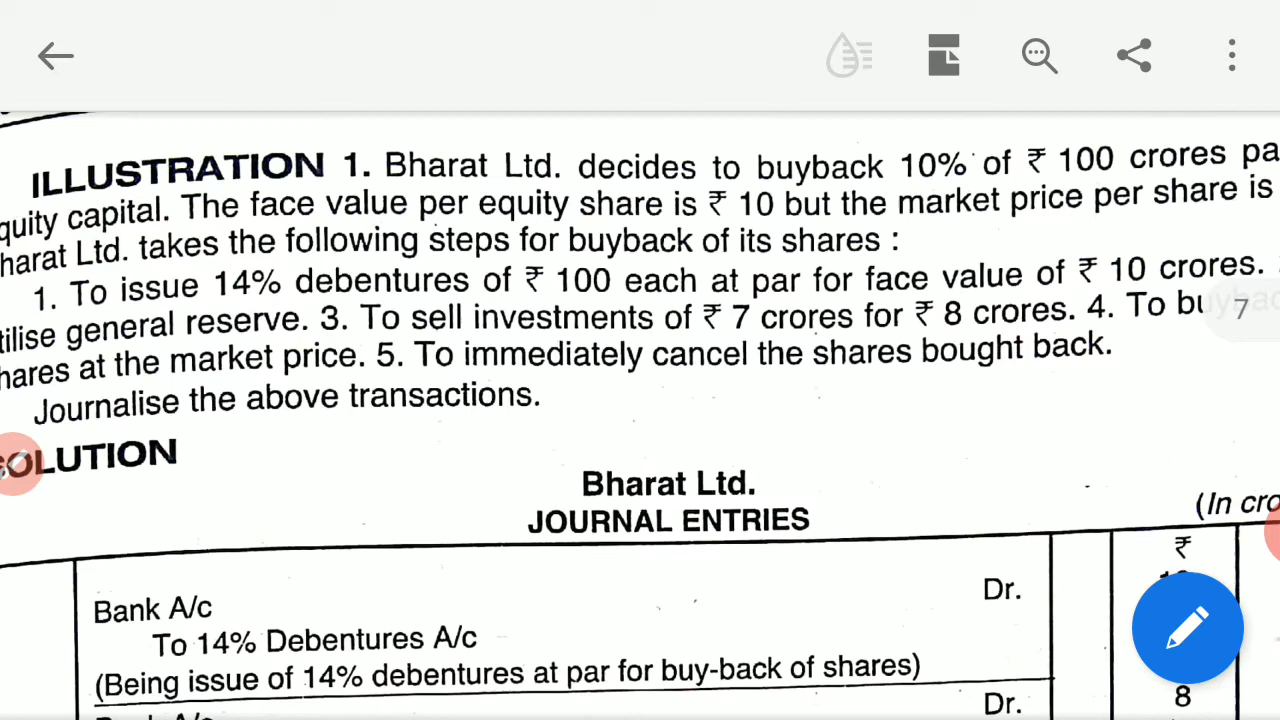 ILLUSTRATION 1. Bharat Ltd. decides to buyback 10% of ₹ 100 crores pa
quity capital. The face value per equity share is ₹ 10 but the market price per share is
harat Ltd. takes the following steps for buyback of its shares :
1. To issue 14% debentures of ₹ 100 each at par for face value of ₹ 10 crores.
tilise general reserve. 3. To sell investments of ₹ 7 crores for ₹ 8 crores. 4. To buyback
hares at the market price. 5. To immediately cancel the shares bought back.
Journalise the above transactions.
7
SOLUTION
Bharat Ltd.
JOURNAL ENTRIES
(In cro
₹
Bank A/c Dr.
To 14% Debentures A/c
(Being issue of 14% debentures at par for buy-back of shares)
Dr. 8